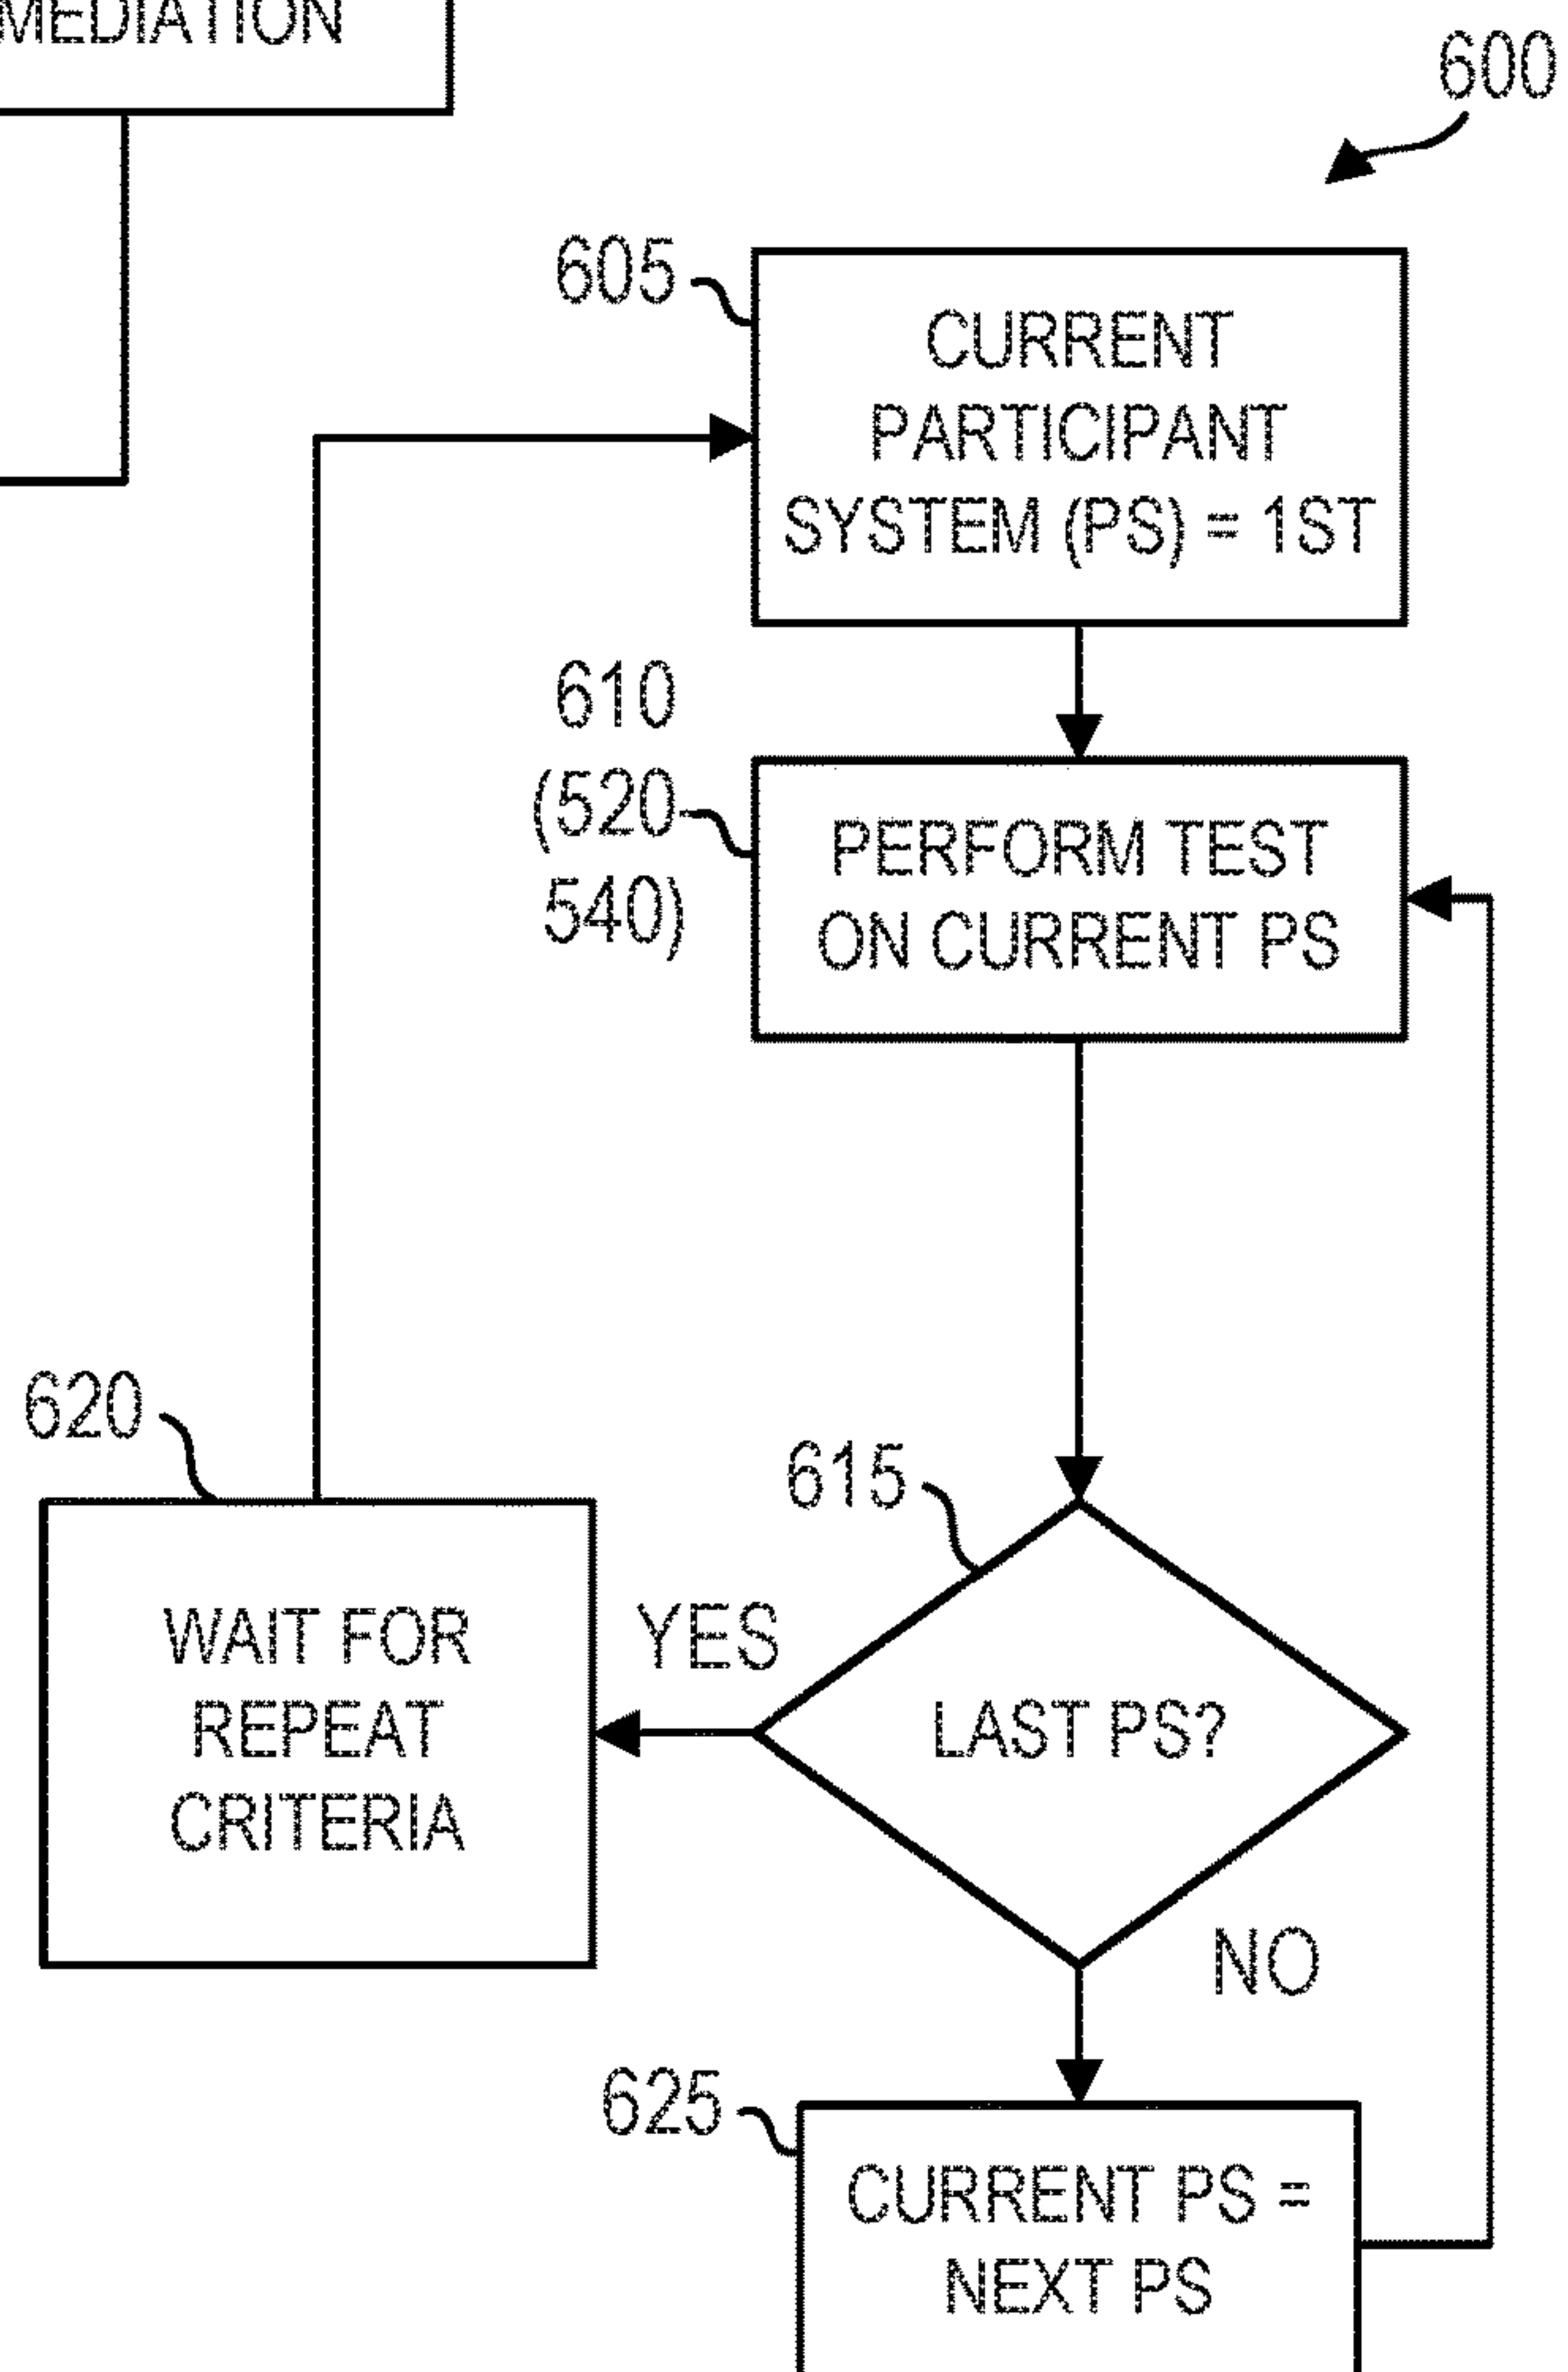 MEDIATION
600
605
CURRENT
PARTICIPANT
SYSTEM (PS) = 1ST
610
(520
540)
PERFORM TEST
ON CURRENT PS
615
LAST PS?
YES
NO
620
WAIT FOR
REPEAT
CRITERIA
625
CURRENT PS =
NEXT PS